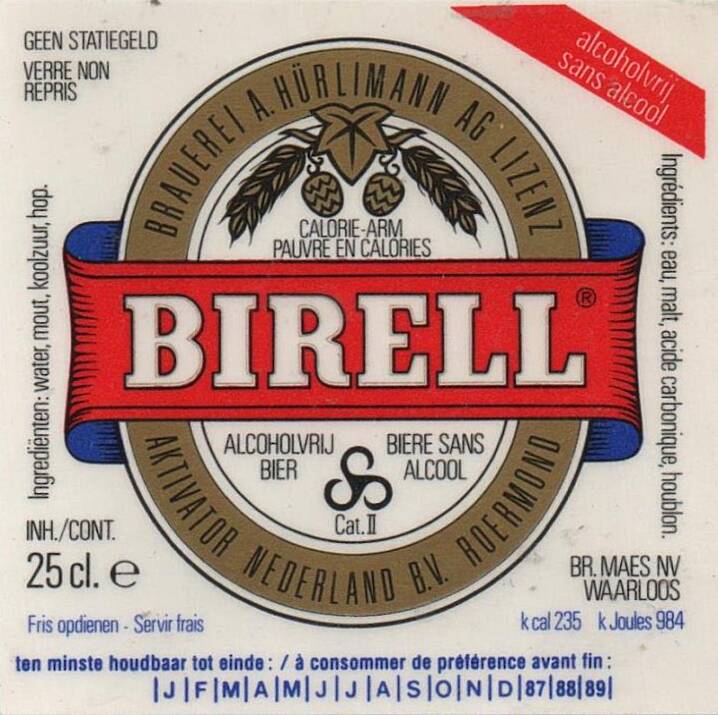 GEEN STATIEGELD
VERRE NON
REPRIS
alcoholvrij
sans alcool
BRAUEREI A. HÜRLIMANN AG LIZENZ
CALORIE-ARM
PAUVRE EN CALORIES
BIRELL®
Ingrediënten: water, mout, koolzuur, hop.
Ingrédients: eau, malt, acide carbonique, houblon.
ALCOHOLVRIJ
BIER
BIERE SANS
ALCOOL
Cat. II
AKTIVATOR NEDERLAND B.V. ROERMOND
INH./CONT.
25 cl. e
BR. MAES NV
WAARLOOS
Fris opdienen - Servir frais
k cal 235 k Joules 984
ten minste houdbaar tot einde: / à consommer de préférence avant fin:
|J|F|M|A|M|J|J|A|S|O|N|D|87|88|89|